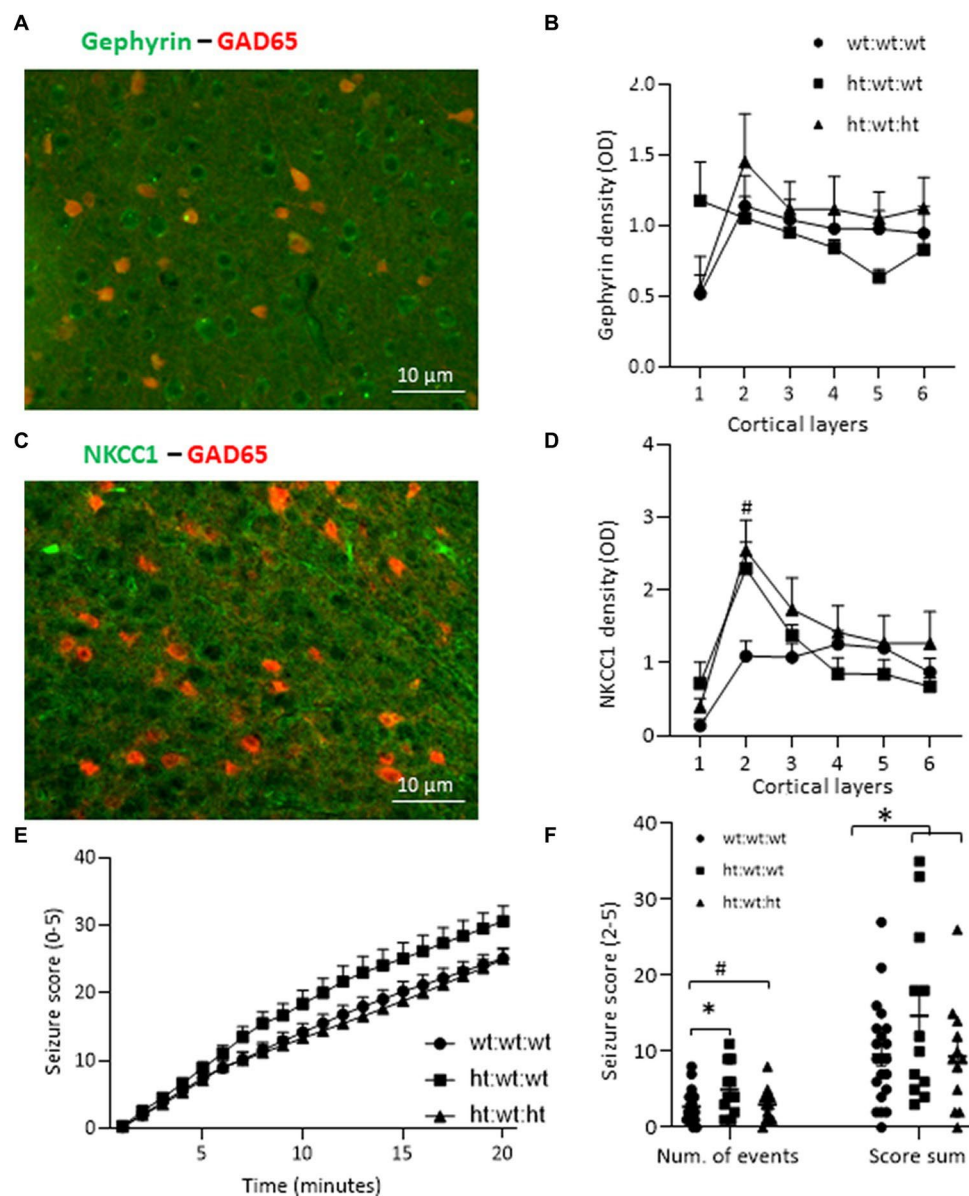 A
Gephyrin – GAD65
10 µm
B
wt:wt:wt
ht:wt:wt
ht:wt:ht
Gephyrin density (OD)
2.0
1.5
1.0
0.5
0.0
1 2 3 4 5 6
Cortical layers
C
NKCC1 – GAD65
10 µm
D
#
NKCC1 density (OD)
4
3
2
1
0
1 2 3 4 5 6
Cortical layers
E
Seizure score (0-5)
40
30
20
10
0
wt:wt:wt
ht:wt:wt
ht:wt:ht
5 10 15 20
Time (minutes)
F
wt:wt:wt
ht:wt:wt
ht:wt:ht
*
#
*
Seizure score (2-5)
40
30
20
10
0
Num. of events Score sum